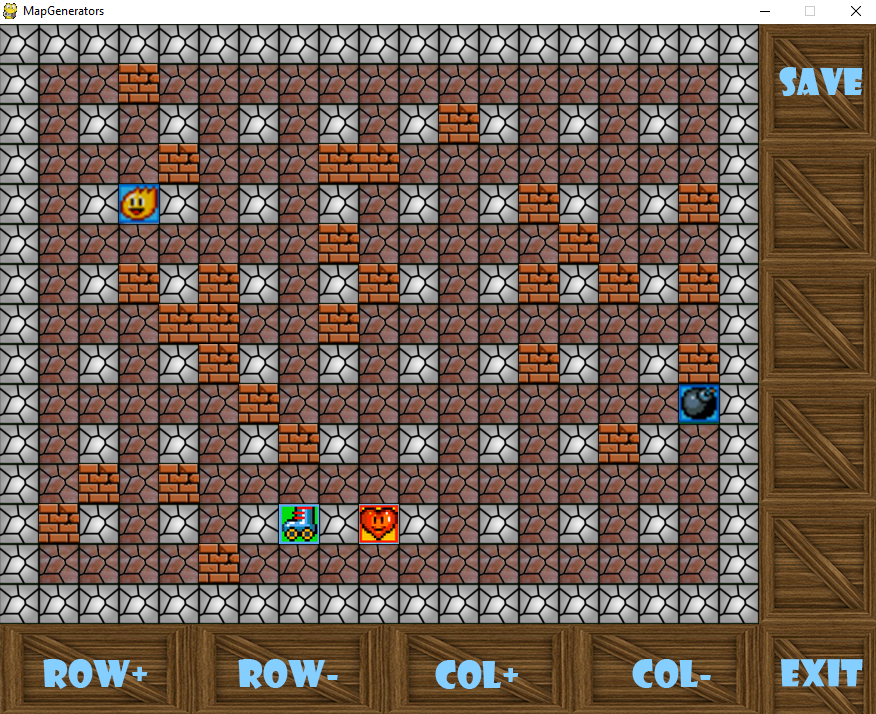 MapGenerators
SAVE
ROW+
ROW-
COL+
COL-
EXIT